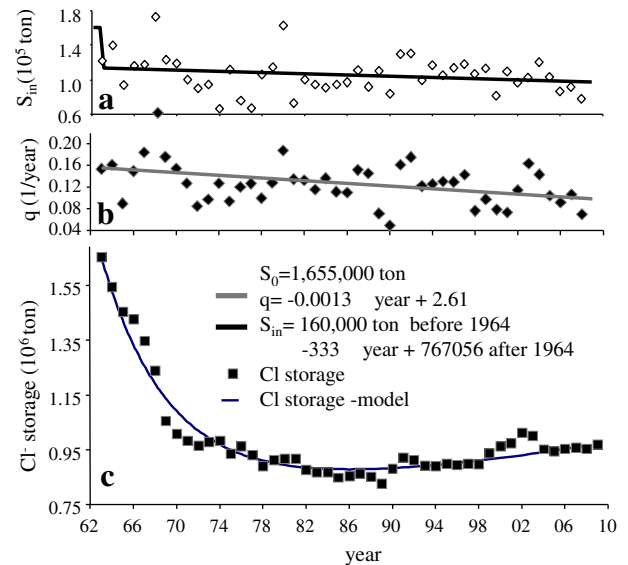 1.8
1.4
1.0
0.6
S_in(10^5 ton)
a
0.20
0.16
0.12
0.08
0.04
q (1/year)
b
1.55
1.35
1.15
0.95
0.75
Cl^- storage (10^6 ton)
c
S_0=1,655,000 ton
q= -0.0013 year + 2.61
S_in= 160,000 ton before 1964
-333 year + 767056 after 1964
Cl storage
Cl storage -model
62 66 70 74 78 82 86 90 94 98 02 06 10
year